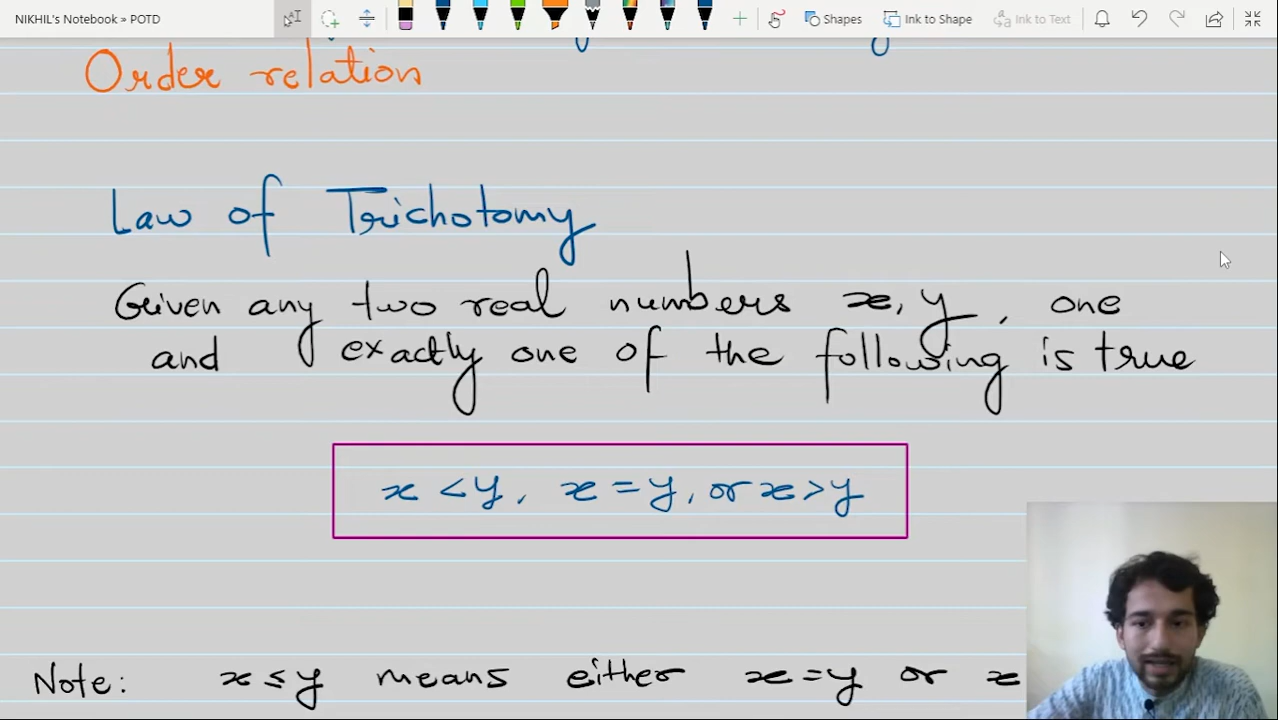 NIKHIL's Notebook » POTD
Shapes
Ink to Shape
Ink to Text
Order relation
Law of Trichotomy
Given any two real numbers x, y, one
and exactly one of the following is true
x < y, x = y, or x > y
Note: x ≤ y means either x = y or x